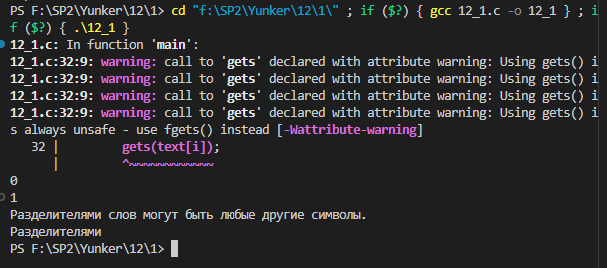 PS F:\SP2\Yunker\12\1> cd "f:\SP2\Yunker\12\1\" ; if ($?) { gcc 12_1.c -o 12_1 } ; i
f ($?) { .\12_1 }
12_1.c: In function 'main':
12_1.c:32:9: warning: call to 'gets' declared with attribute warning: Using gets() i
12_1.c:32:9: warning: call to 'gets' declared with attribute warning: Using gets() i
12_1.c:32:9: warning: call to 'gets' declared with attribute warning: Using gets() i
12_1.c:32:9: warning: call to 'gets' declared with attribute warning: Using gets() i
s always unsafe - use fgets() instead [-Wattribute-warning]
32 | gets(text[i]);
| ^~~~~~~~~~~~~
0
1
Разделителями слов могут быть любые другие символы.
Разделителями
PS F:\SP2\Yunker\12\1>